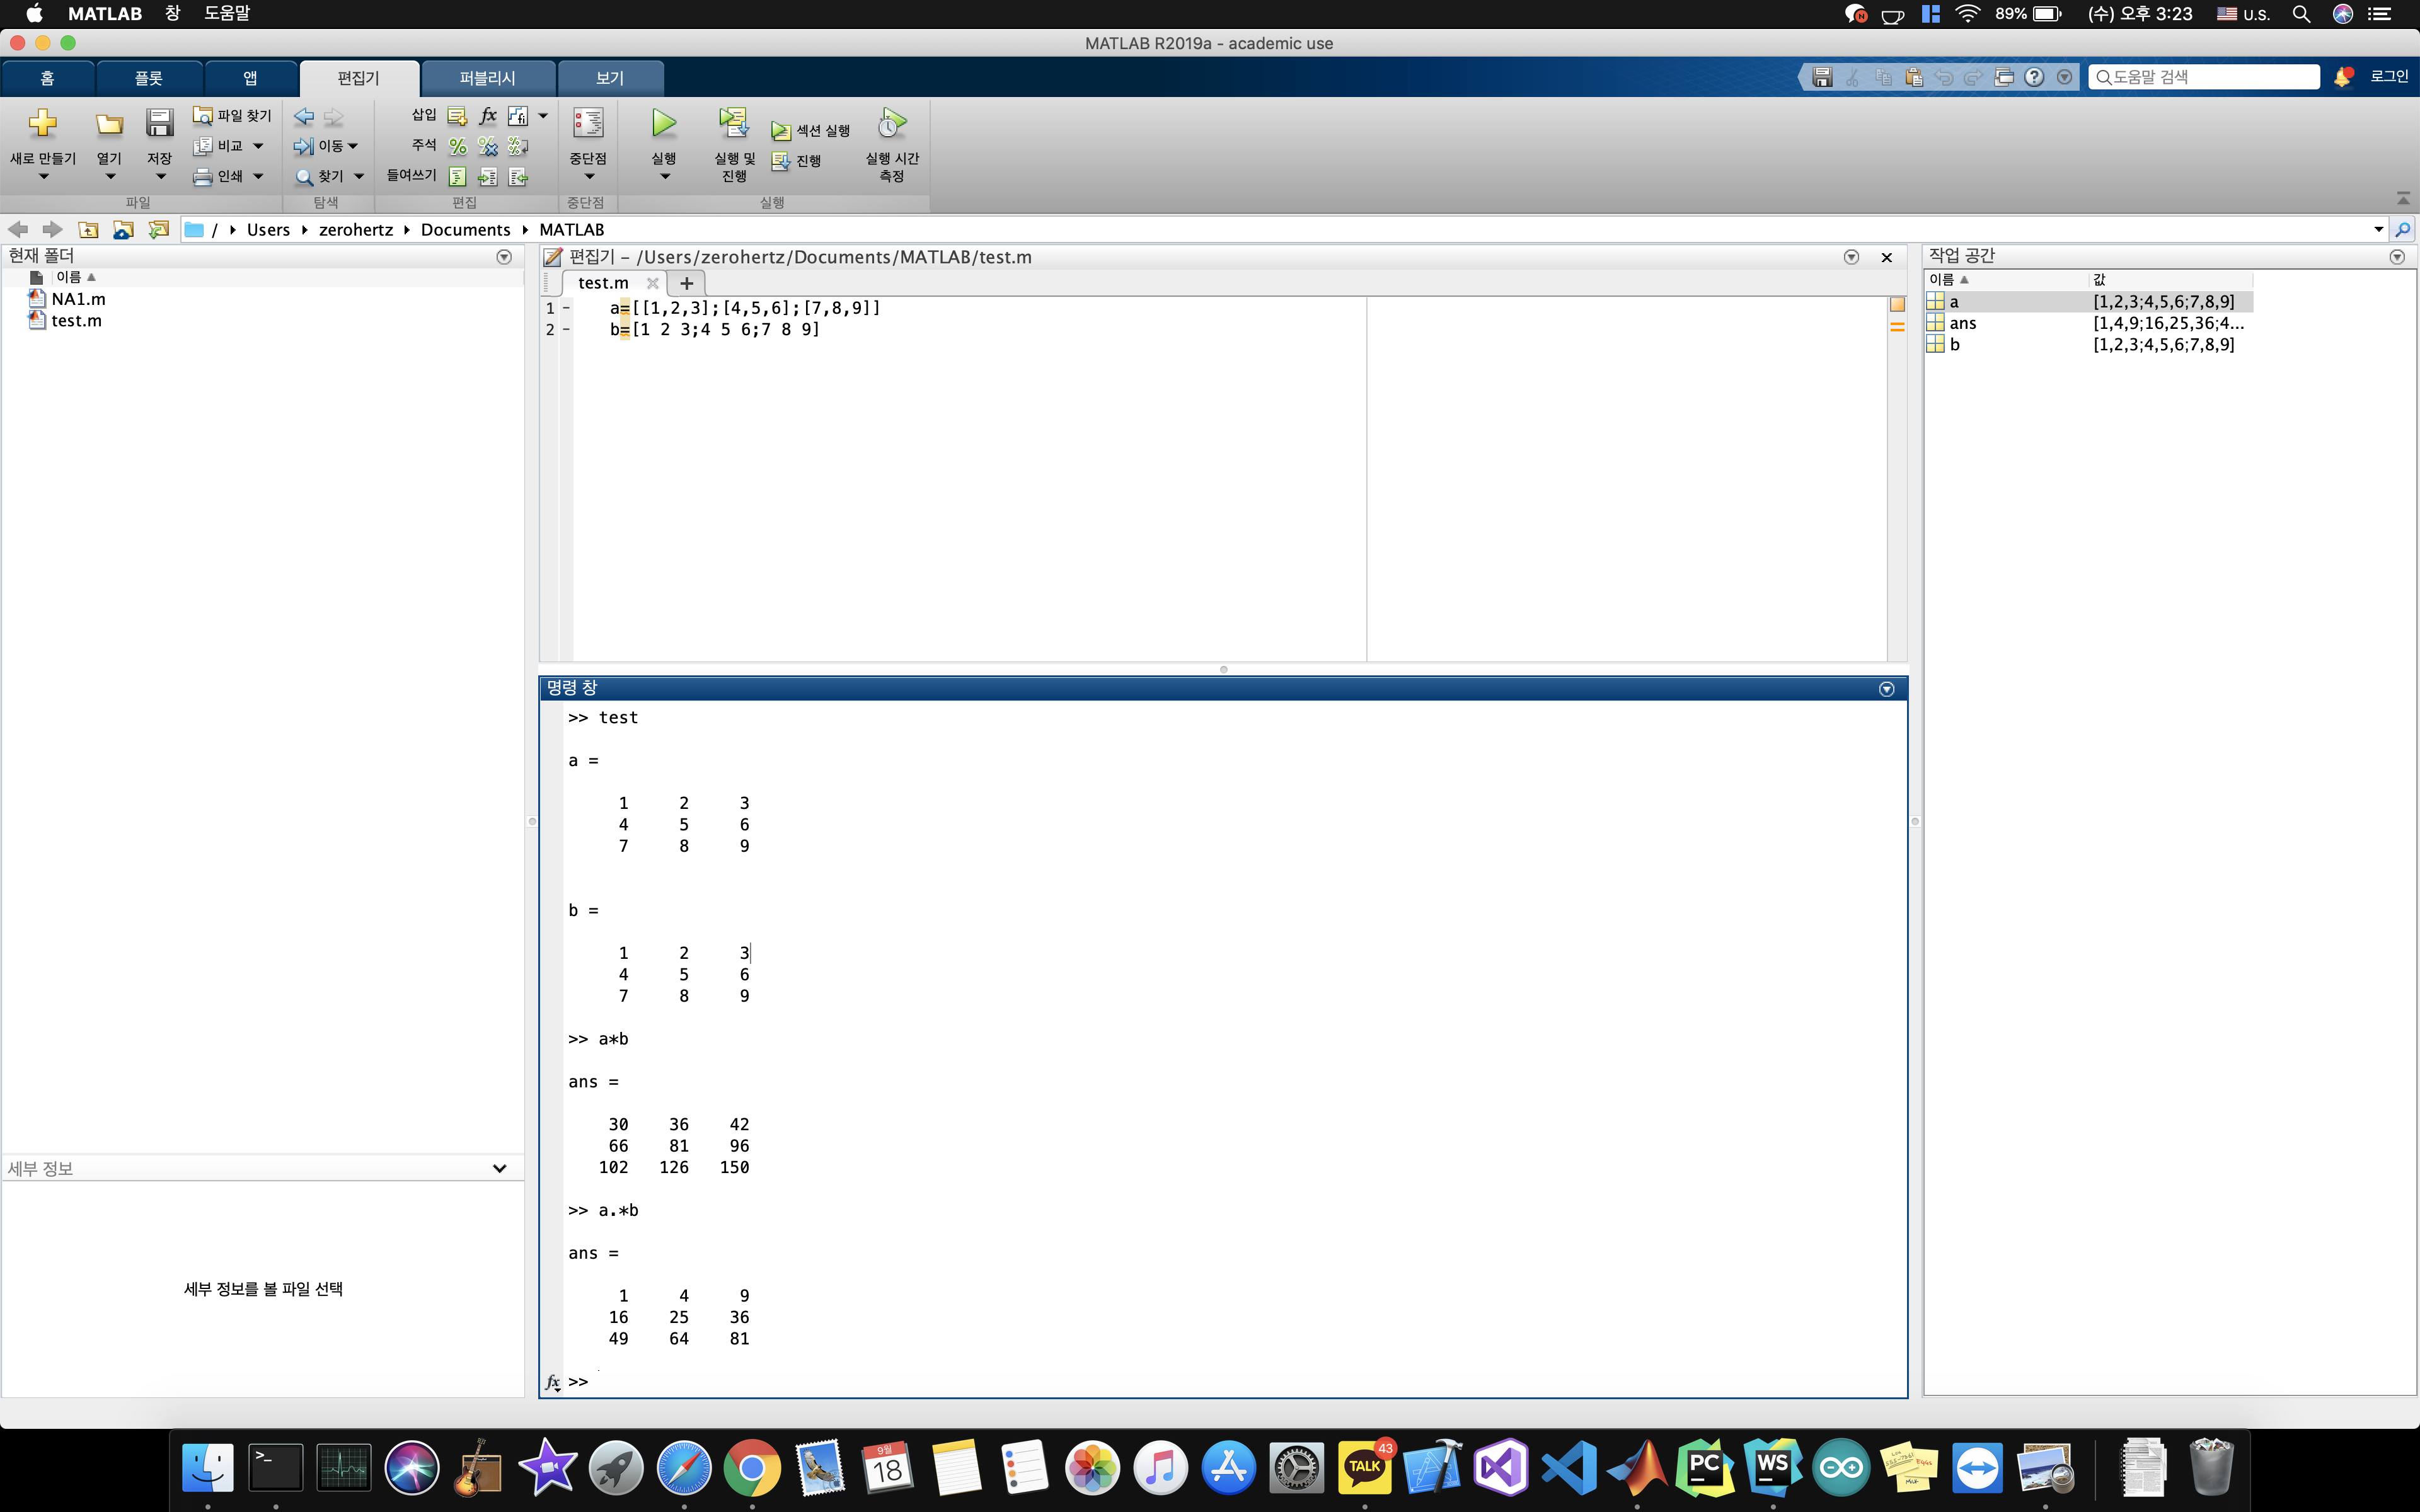 MATLAB 창 도움말 89% (수) 오후 3:23 U.S.
MATLAB R2019a - academic use
홈 플롯 앱 편집기 퍼블리시 보기 도움말 검색 로그인
새로 만들기 열기 저장 파일 찾기 비교 인쇄
이동 찾기
삽입 fx
주석
들여쓰기
중단점 실행 실행 및 진행 섹션 실행 진행 실행 시간 측정
파일 탐색 편집 중단점 실행
/ Users zerohertz Documents MATLAB
현재 폴더
이름
NA1.m
test.m
세부 정보
세부 정보를 볼 파일 선택
편집기 – /Users/zerohertz/Documents/MATLAB/test.m
test.m +
1 – a=[[1,2,3];[4,5,6];[7,8,9]]
2 – b=[1 2 3;4 5 6;7 8 9]
명령 창
>> test
a =
1 2 3
4 5 6
7 8 9
b =
1 2 3
4 5 6
7 8 9
>> a*b
ans =
30 36 42
66 81 96
102 126 150
>> a.*b
ans =
1 4 9
16 25 36
49 64 81
fx >>
작업 공간
이름 값
a [1,2,3;4,5,6;7,8,9]
ans [1,4,9;16,25,36;4...
b [1,2,3;4,5,6;7,8,9]
9월
18
TALK 43
PC
WS